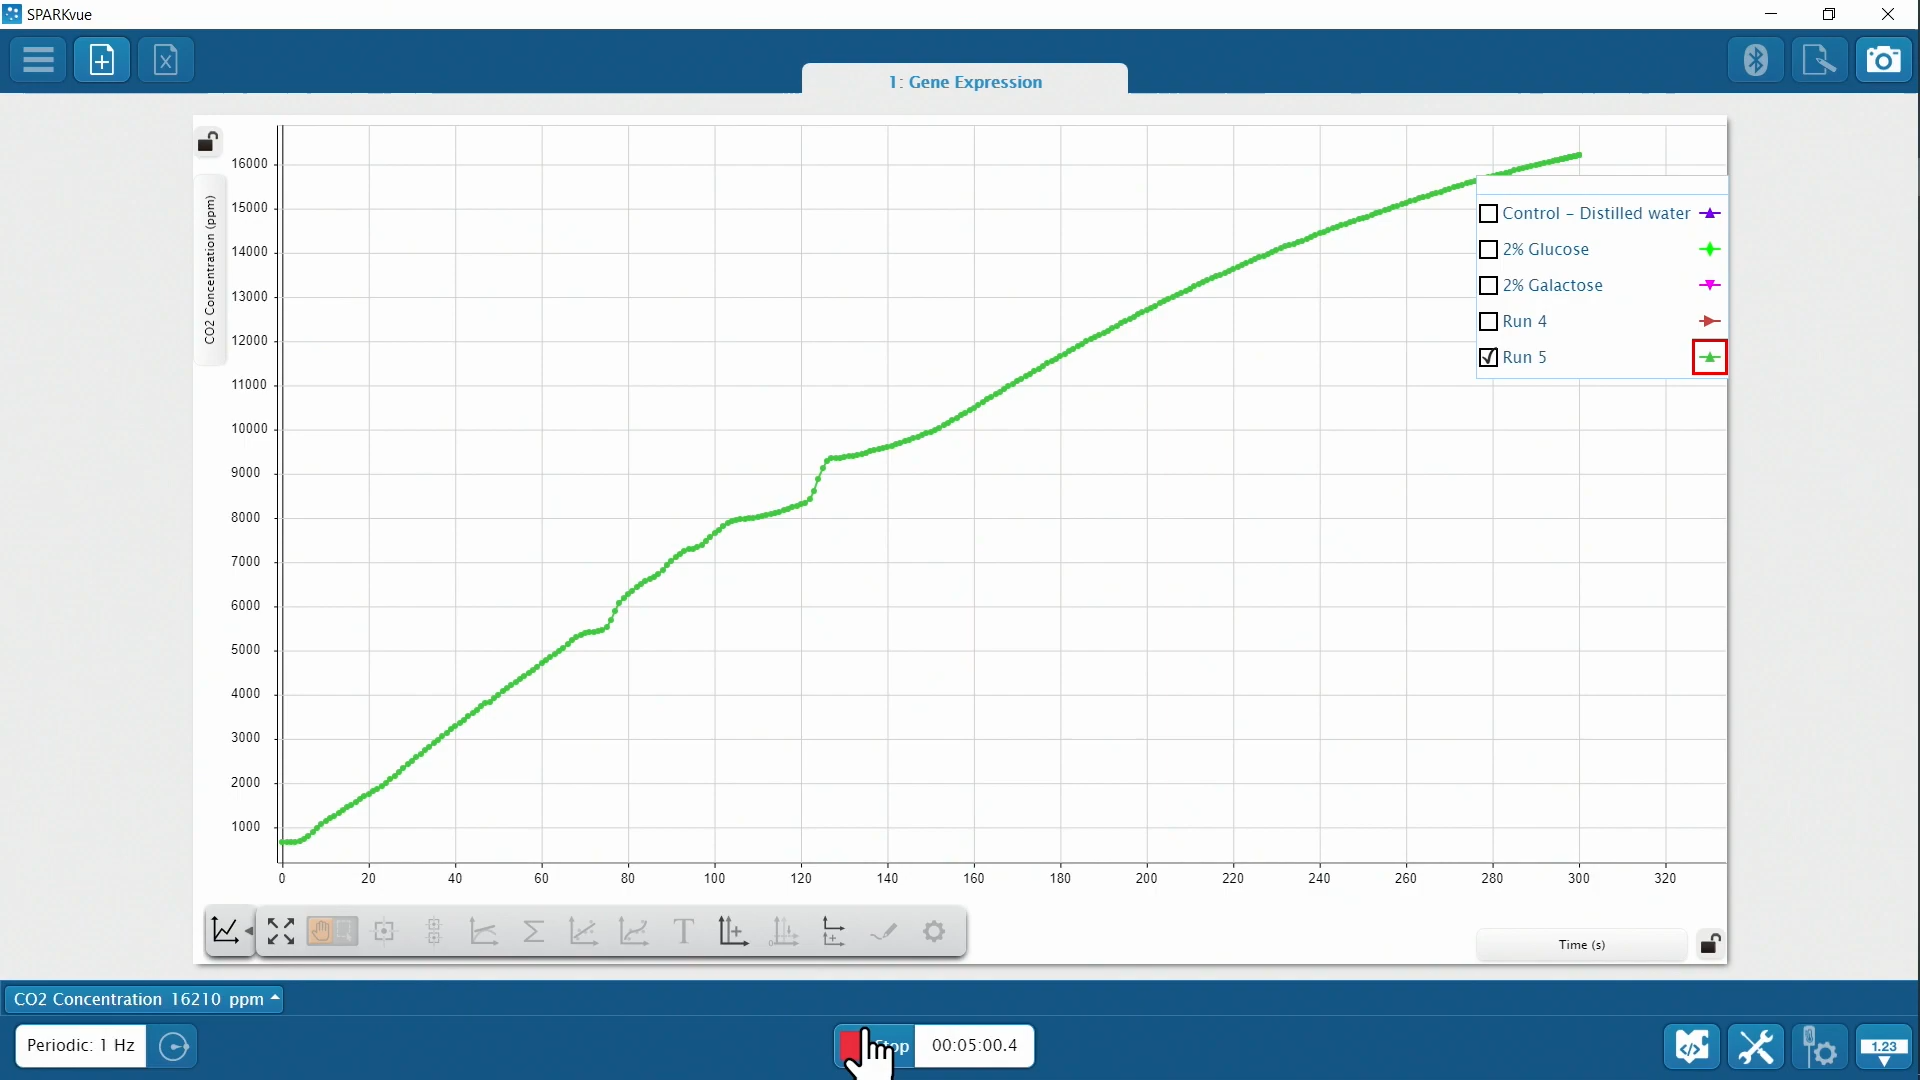 SPARKvue
1: Gene Expression
CO2 Concentration (ppm)
16000
15000
14000
13000
12000
11000
10000
9000
8000
7000
6000
5000
4000
3000
2000
1000
0 20 40 60 80 100 120 140 160 180 200 220 240 260 280 300 320
Control - Distilled water
2% Glucose
2% Galactose
Run 4
Run 5
T
Time (s)
CO2 Concentration 16210 ppm
Periodic: 1 Hz
00:05:00.4
1.23